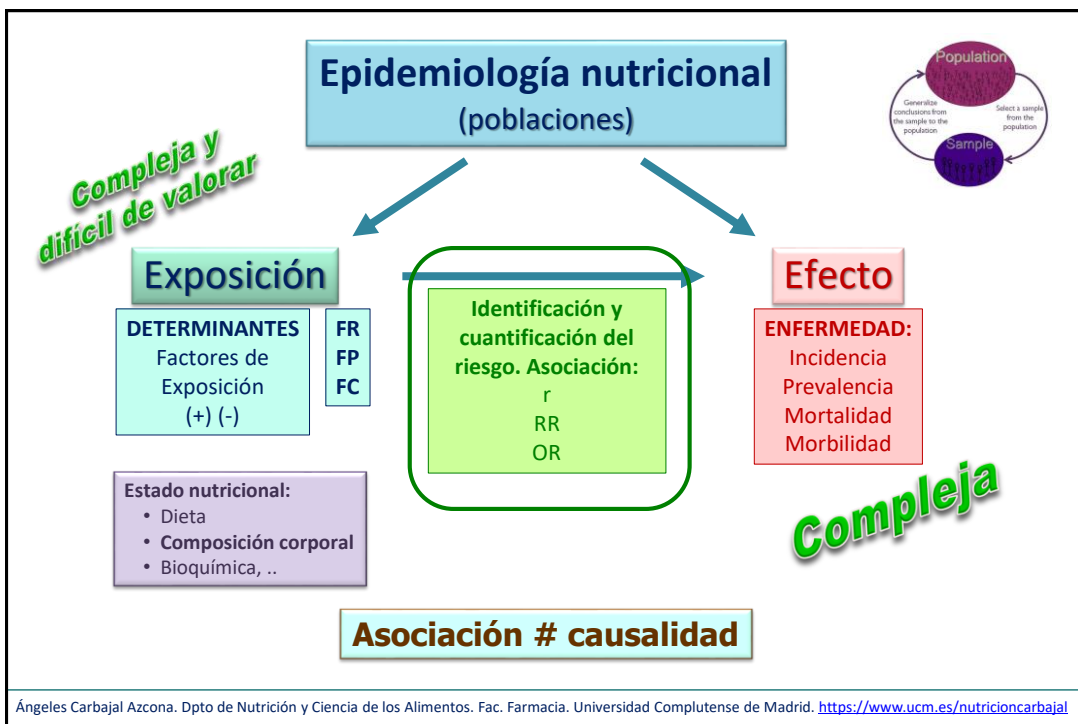 Epidemiología nutricional
(poblaciones)
Population
Generalize
conclusions from
the sample to the
population
Select a sample
from the
population
Sample
Compleja y
difícil de valorar
Exposición
Efecto
DETERMINANTES
Factores de
Exposición
(+) (-)
FR
FP
FC
Identificación y
cuantificación del
riesgo. Asociación:
r
RR
OR
ENFERMEDAD:
Incidencia
Prevalencia
Mortalidad
Morbilidad
Estado nutricional:
• Dieta
• Composición corporal
• Bioquímica, ..
Compleja
Asociación # causalidad
Ángeles Carbajal Azcona. Dpto de Nutrición y Ciencia de los Alimentos. Fac. Farmacia. Universidad Complutense de Madrid. https://www.ucm.es/nutricioncarbajal